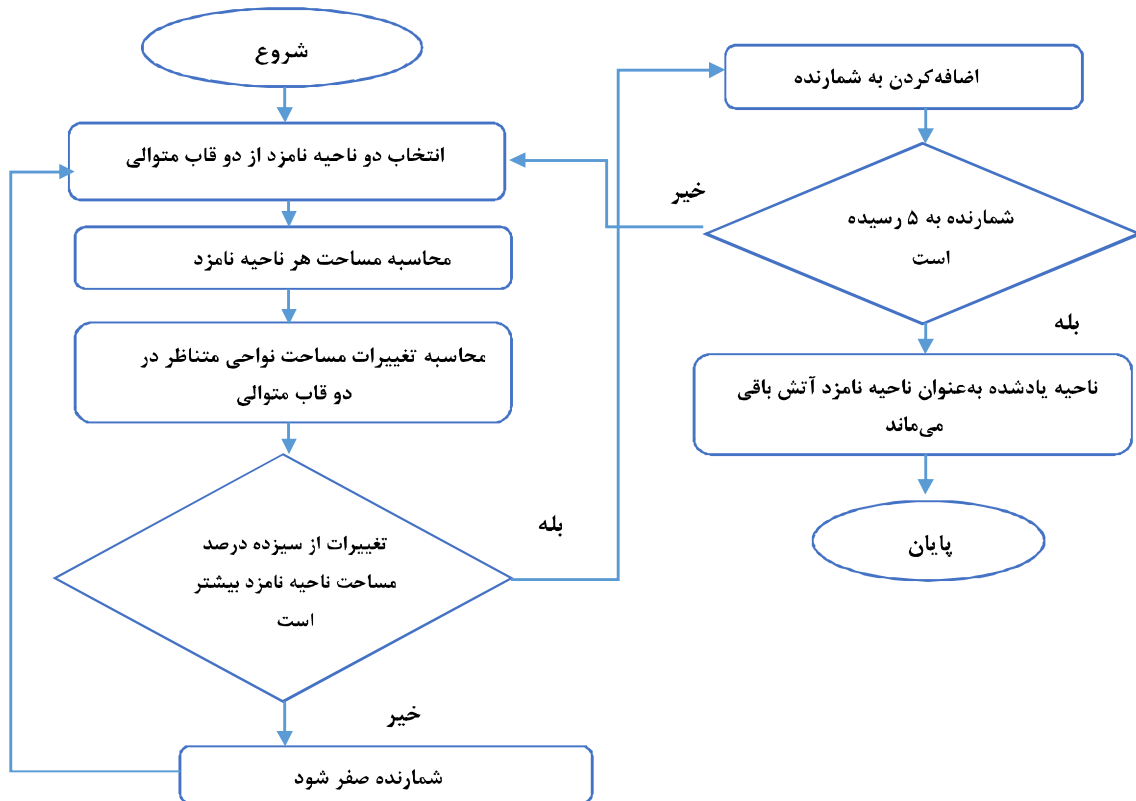 شروع
انتخاب دو ناحیه نامزد از دو قاب متوالی
محاسبه مساحت هر ناحیه نامزد
محاسبه تغییرات مساحت نواحی متناظر در
دو قاب متوالی
تغییرات از سیزده درصد
مساحت ناحیه نامزد بیشتر
است
بله
خیر
شمارنده صفر شود
اضافه‌کردن به شمارنده
شمارنده به ۵ رسیده
است
خیر
بله
ناحیه یادشده به‌عنوان ناحیه نامزد آتش باقی
می‌ماند
پایان